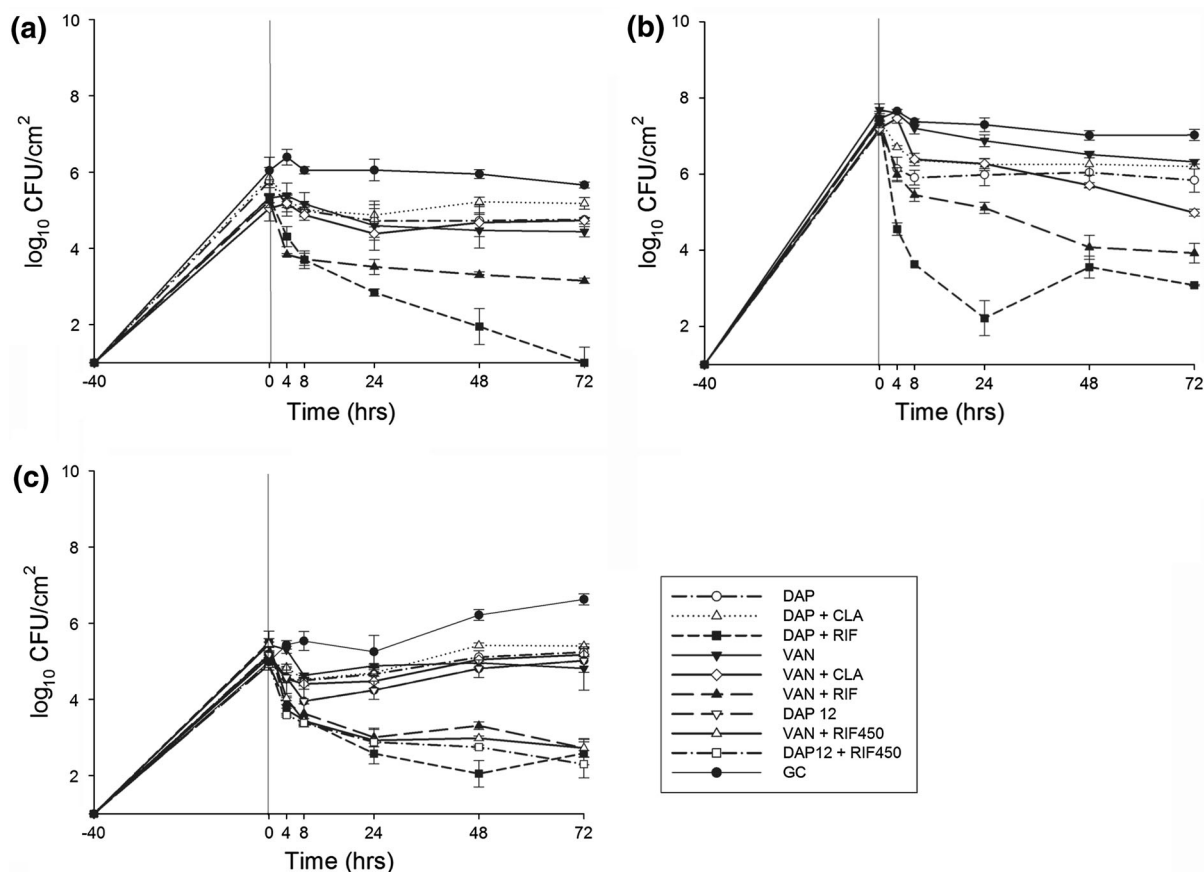 (a)
10
8
6
4
2
log10 CFU/cm2
-40 0 4 8 24 48 72
Time (hrs)
(b)
10
8
6
4
2
log10 CFU/cm2
-40 0 4 8 24 48 72
Time (hrs)
(c)
10
8
6
4
2
log10 CFU/cm2
-40 0 4 8 24 48 72
Time (hrs)
DAP
DAP + CLA
DAP + RIF
VAN
VAN + CLA
VAN + RIF
DAP 12
VAN + RIF450
DAP12 + RIF450
GC